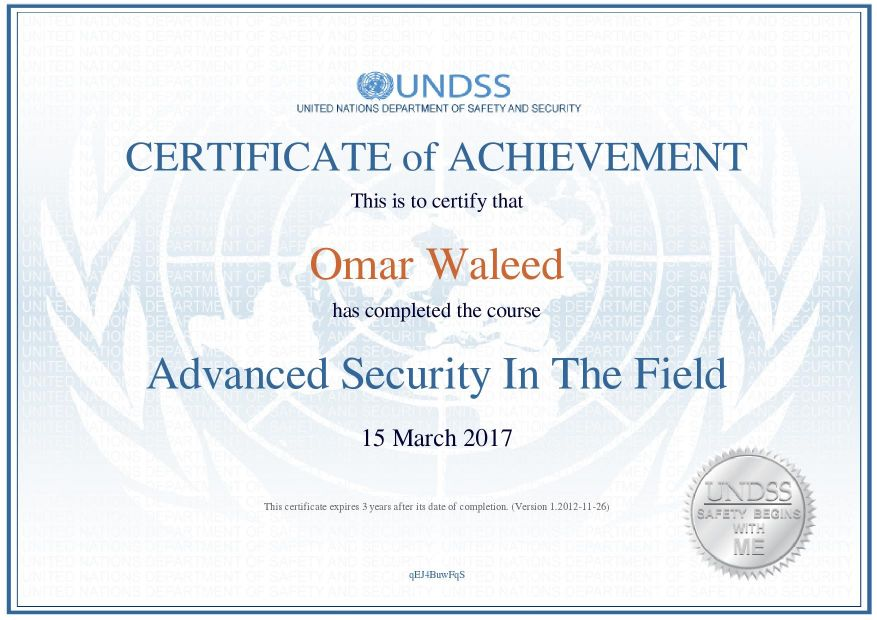 UNDSS
UNITED NATIONS DEPARTMENT OF SAFETY AND SECURITY
CERTIFICATE of ACHIEVEMENT
This is to certify that
Omar Waleed
has completed the course
Advanced Security In The Field
15 March 2017
This certificate expires 3 years after its date of completion. (Version 1.2012-11-26)
UNDSS
SAFETY BEGINS
WITH
ME
qEJ4BuwFqS